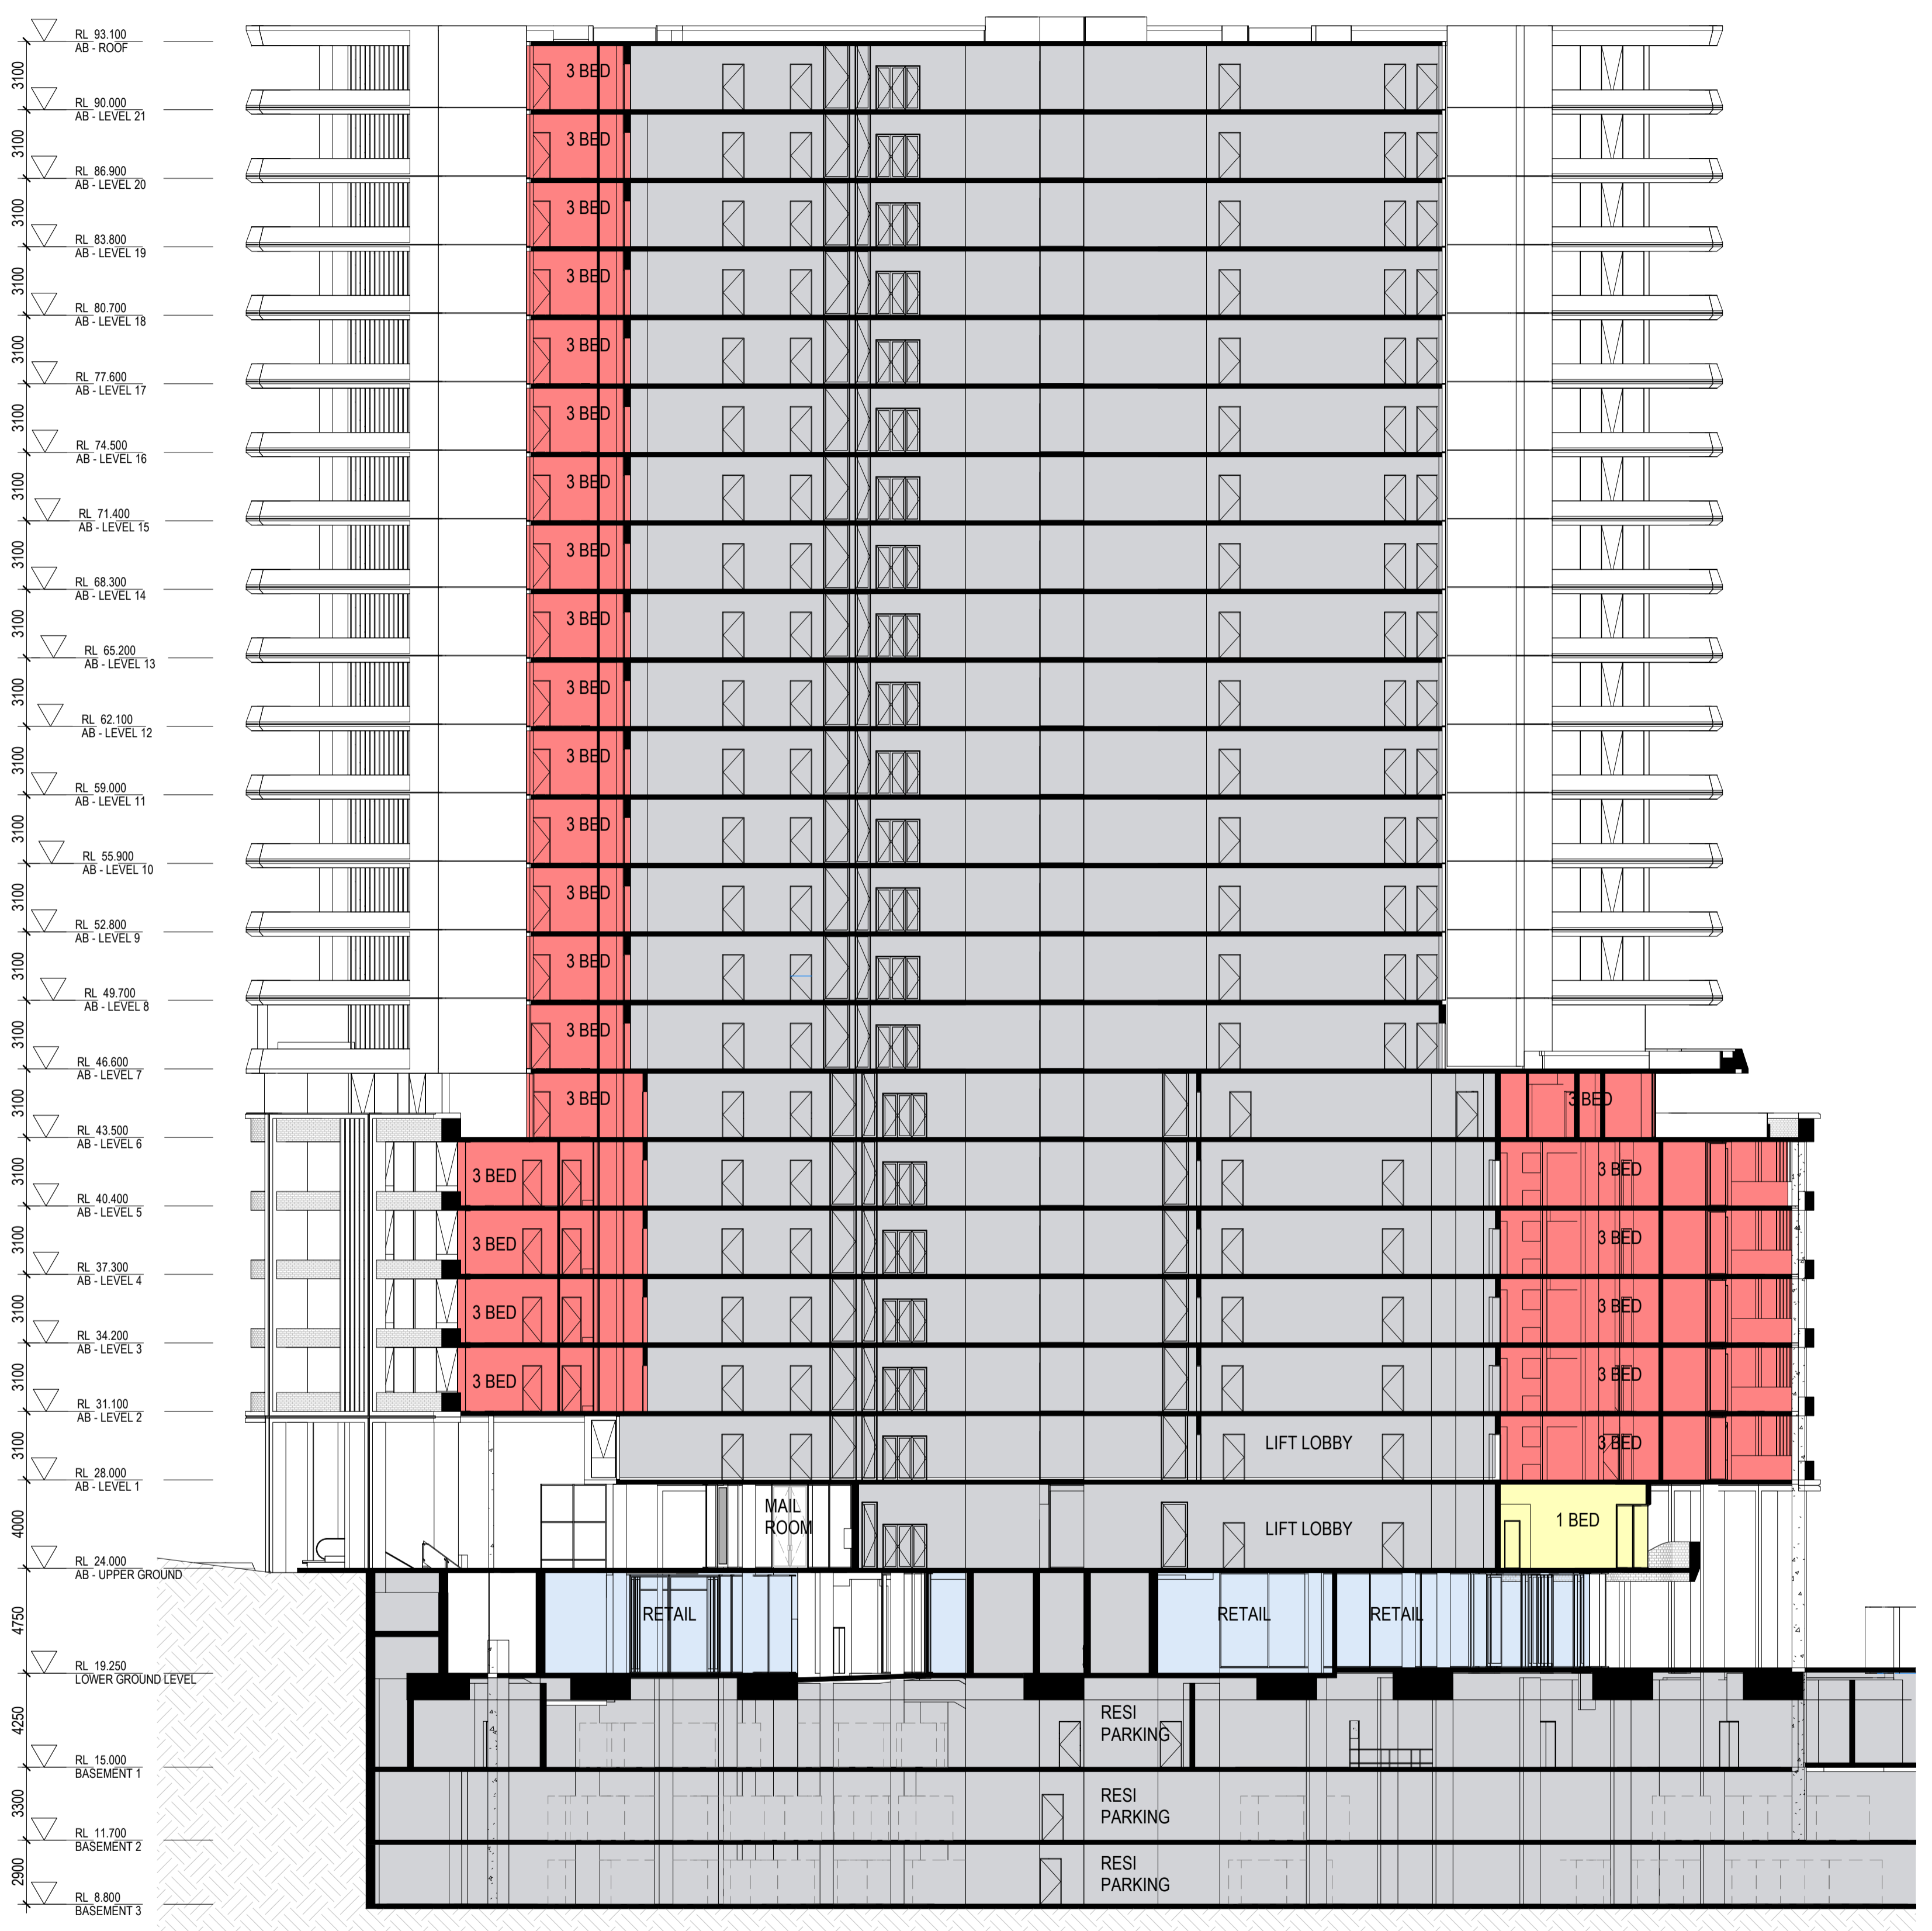 RL 93.100
AB - ROOF
3 BED
3100
RL 90.000
AB - LEVEL 21
3 BED
3100
RL 86.900
AB - LEVEL 20
3 BED
3100
RL 83.800
AB - LEVEL 19
3 BED
3100
RL 80.700
AB - LEVEL 18
3 BED
3100
RL 77.600
AB - LEVEL 17
3 BED
3100
RL 74.500
AB - LEVEL 16
3 BED
3100
RL 71.400
AB - LEVEL 15
3 BED
3100
RL 68.300
AB - LEVEL 14
3 BED
3100
RL 65.200
AB - LEVEL 13
3 BED
3100
RL 62.100
AB - LEVEL 12
3 BED
3100
RL 59.000
AB - LEVEL 11
3 BED
3100
RL 55.900
AB - LEVEL 10
3 BED
3100
RL 52.800
AB - LEVEL 9
3 BED
3100
RL 49.700
AB - LEVEL 8
3 BED
3100
RL 46.600
AB - LEVEL 7
3 BED
3 BED
3100
RL 43.500
AB - LEVEL 6
3 BED
3 BED
3100
RL 40.400
AB - LEVEL 5
3 BED
3 BED
3100
RL 37.300
AB - LEVEL 4
3 BED
3 BED
3100
RL 34.200
AB - LEVEL 3
3 BED
3 BED
3100
RL 31.100
AB - LEVEL 2
LIFT LOBBY
3 BED
3100
RL 28.000
AB - LEVEL 1
MAIL
ROOM
LIFT LOBBY
1 BED
4000
RL 24.000
AB - UPPER GROUND
RETAIL
RETAIL
RETAIL
4750
RL 19.250
LOWER GROUND LEVEL
RESI
PARKING
4250
RL 15.000
BASEMENT 1
RESI
PARKING
3300
RL 11.700
BASEMENT 2
RESI
PARKING
2900
RL 8.800
BASEMENT 3